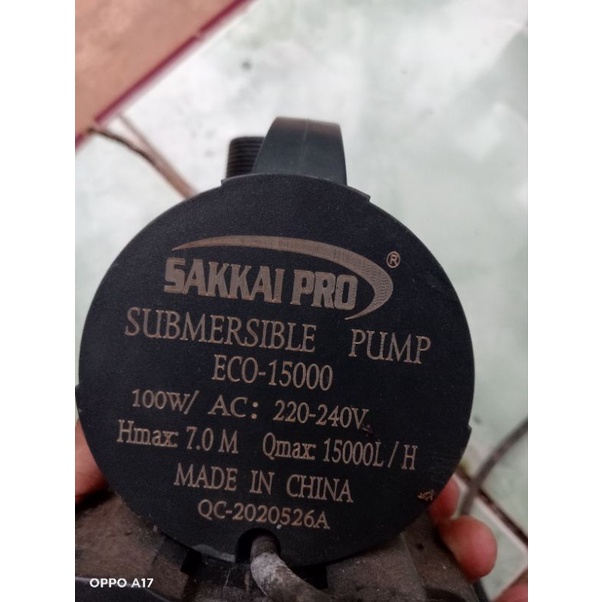 SAKKAI PRO ®
SUBMERSIBLE PUMP
ECO-15000
100W/ AC: 220-240V
Hmax: 7.0 M Qmax: 15000L/H
MADE IN CHINA
QC-2020526A
OPPO A17